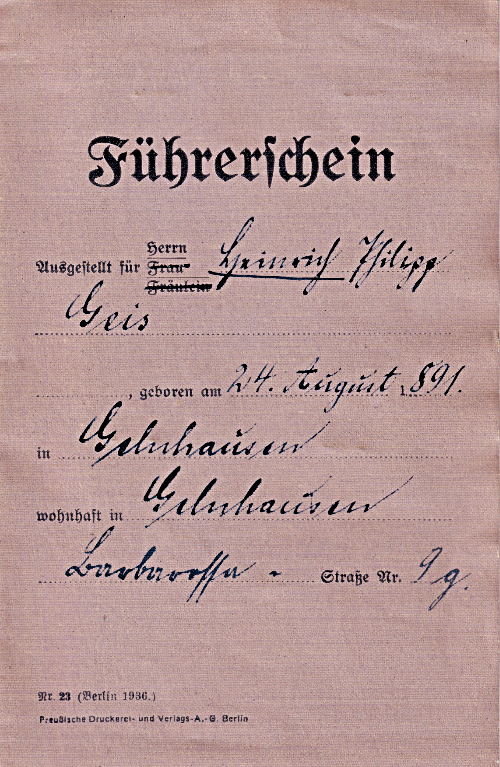 Führerschein
Herrn
Ausgestellt für Frau Heinrich Philipp
Fräulein
Geis
, geboren am 24. August 1891.
in Gelnhausen
wohnhaft in Gelnhausen
Barbarossa - Straße Nr. 9g.
Nr. 23 (Berlin 1936.)
Preußische Druckerei- und Verlags-A.-G. Berlin